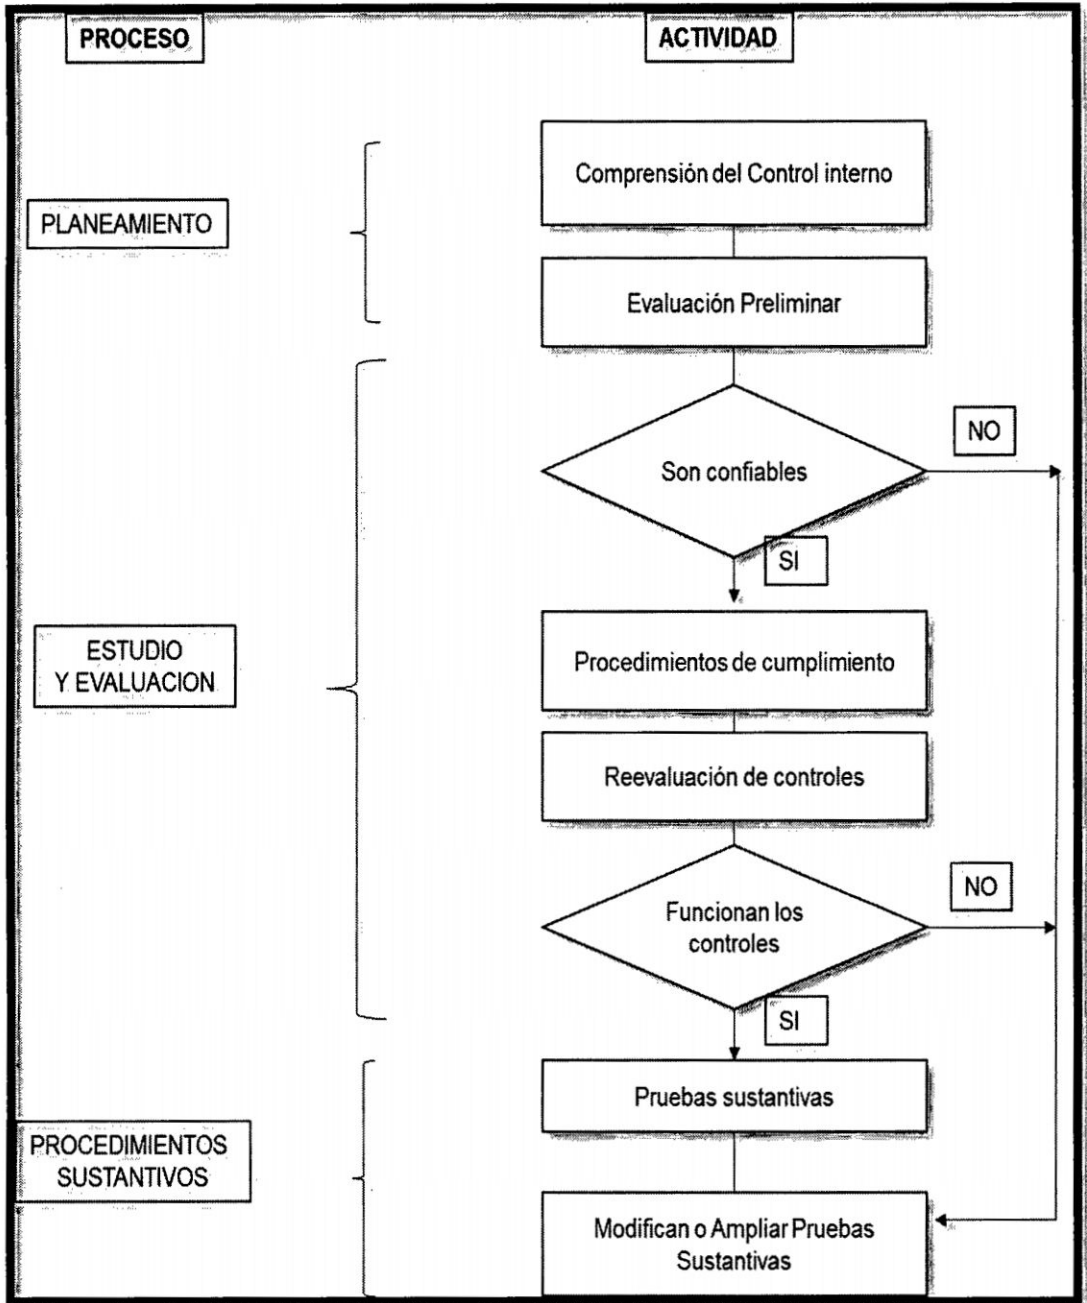 PROCESO
ACTIVIDAD
Comprensión del Control interno
PLANEAMIENTO
Evaluación Preliminar
Son confiables
NO
SI
ESTUDIO
Y EVALUACION
Procedimientos de cumplimiento
Reevaluación de controles
Funcionan los
controles
NO
SI
Pruebas sustantivas
PROCEDIMIENTOS
SUSTANTIVOS
Modifican o Ampliar Pruebas
Sustantivas